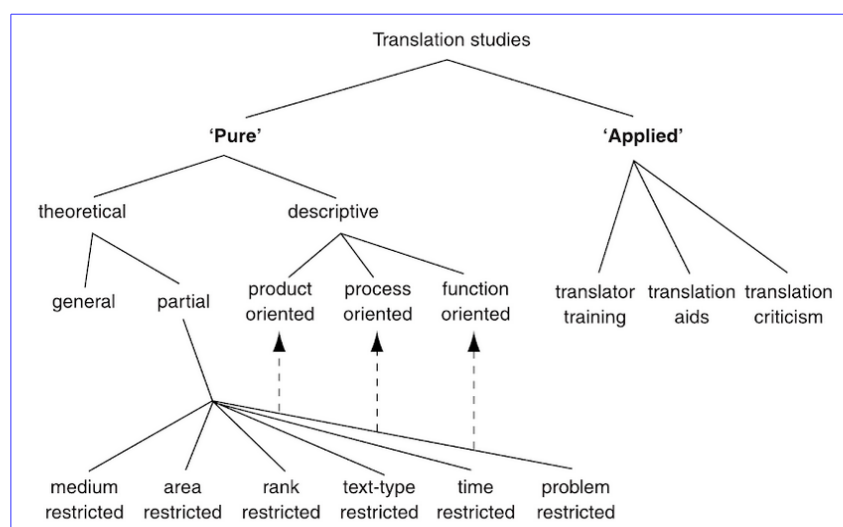 Translation studies
‘Pure’
‘Applied’
theoretical
descriptive
general
partial
product
oriented
process
oriented
function
oriented
translator
training
translation
aids
translation
criticism
medium
restricted
area
restricted
rank
restricted
text-type
restricted
time
restricted
problem
restricted